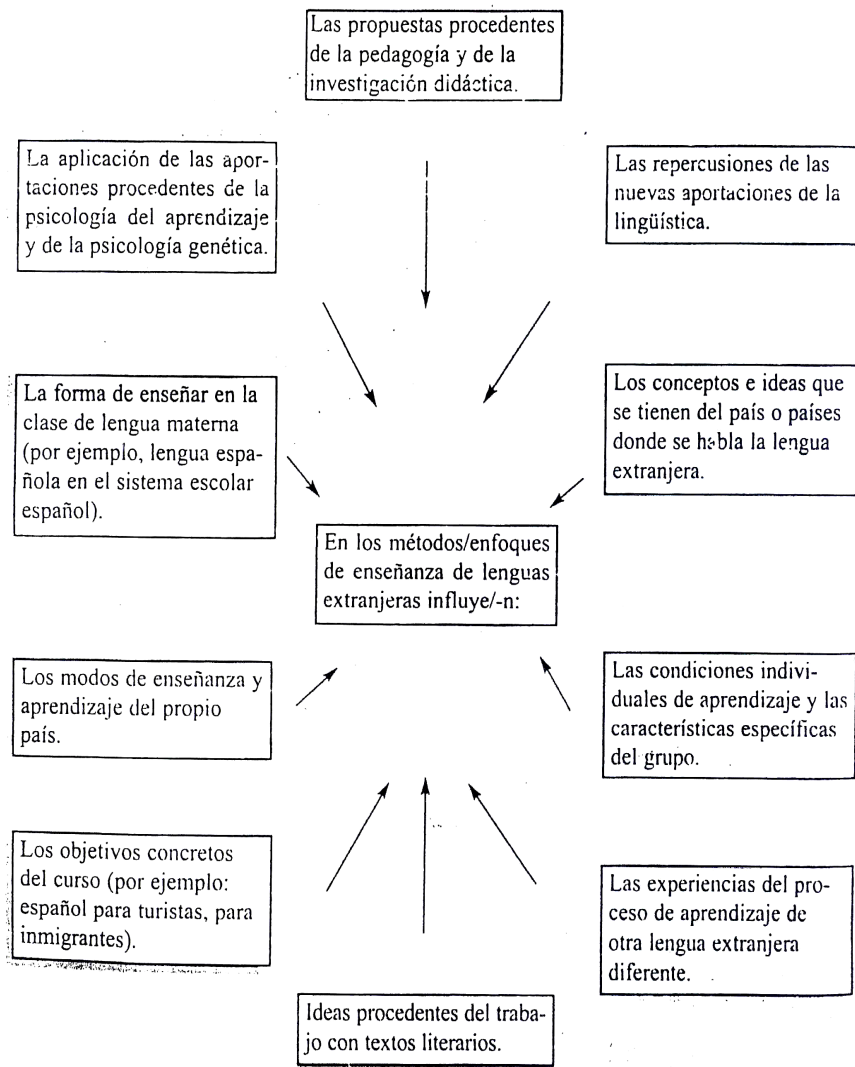 Las propuestas procedentes
de la pedagogía y de la
investigación didáctica.
La aplicación de las apor-
taciones procedentes de la
psicología del aprendizaje
y de la psicología genética.
Las repercusiones de las
nuevas aportaciones de la
lingüística.
La forma de enseñar en la
clase de lengua materna
(por ejemplo, lengua espa-
ñola en el sistema escolar
español).
Los conceptos e ideas que
se tienen del país o países
donde se habla la lengua
extranjera.
En los métodos/enfoques
de enseñanza de lenguas
extranjeras influye/-n:
Los modos de enseñanza y
aprendizaje del propio
país.
Las condiciones indivi-
duales de aprendizaje y las
características específicas
del grupo.
Los objetivos concretos
del curso (por ejemplo:
español para turistas, para
inmigrantes).
Las experiencias del pro-
ceso de aprendizaje de
otra lengua extranjera
diferente.
Ideas procedentes del traba-
jo con textos literarios.